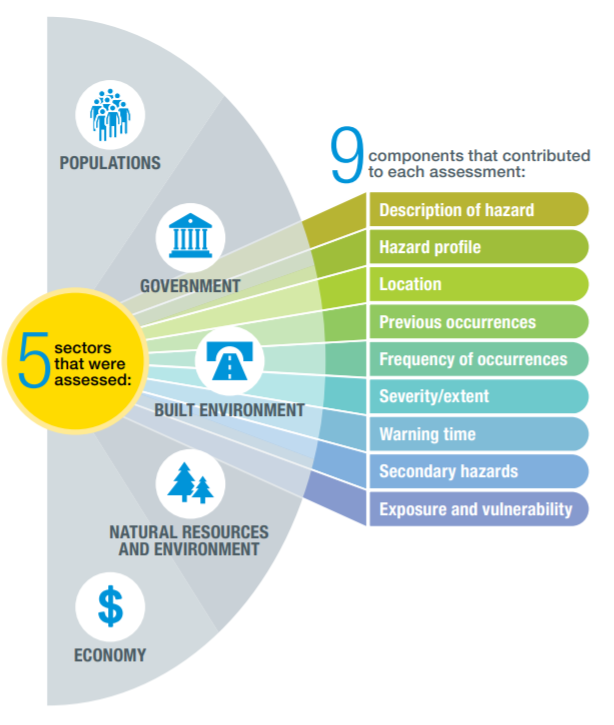 POPULATIONS
GOVERNMENT
5
sectors
that were
assessed:
BUILT ENVIRONMENT
NATURAL RESOURCES
AND ENVIRONMENT
$
ECONOMY
9
components that contributed
to each assessment:
Description of hazard
Hazard profile
Location
Previous occurrences
Frequency of occurrences
Severity/extent
Warning time
Secondary hazards
Exposure and vulnerability